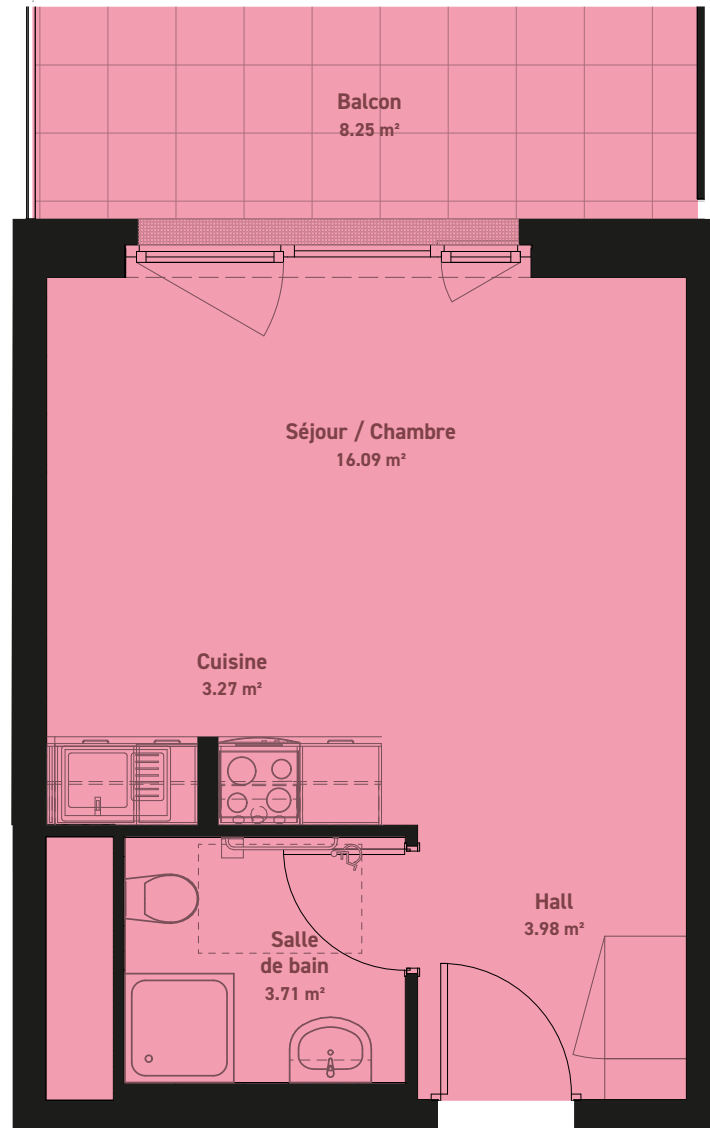 Balcon
8.25 m²
Séjour / Chambre
16.09 m²
Cuisine
3.27 m²
Hall
3.98 m²
Salle
de bain
3.71 m²